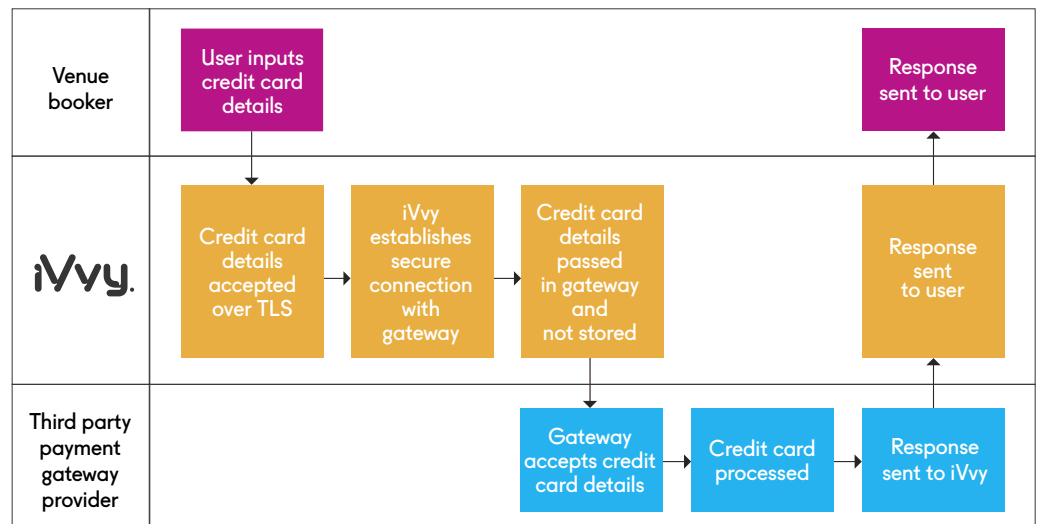 Venue
booker
User inputs
credit card
details
Response
sent to user
iVvy.
Credit card
details
accepted
over TLS
iVvy
establishes
secure
connection
with
gateway
Credit card
details
passed
in gateway
and
not stored
Response
sent
to user
Third party
payment
gateway
provider
Gateway
accepts credit
card details
Credit card
processed
Response
sent to iVvy